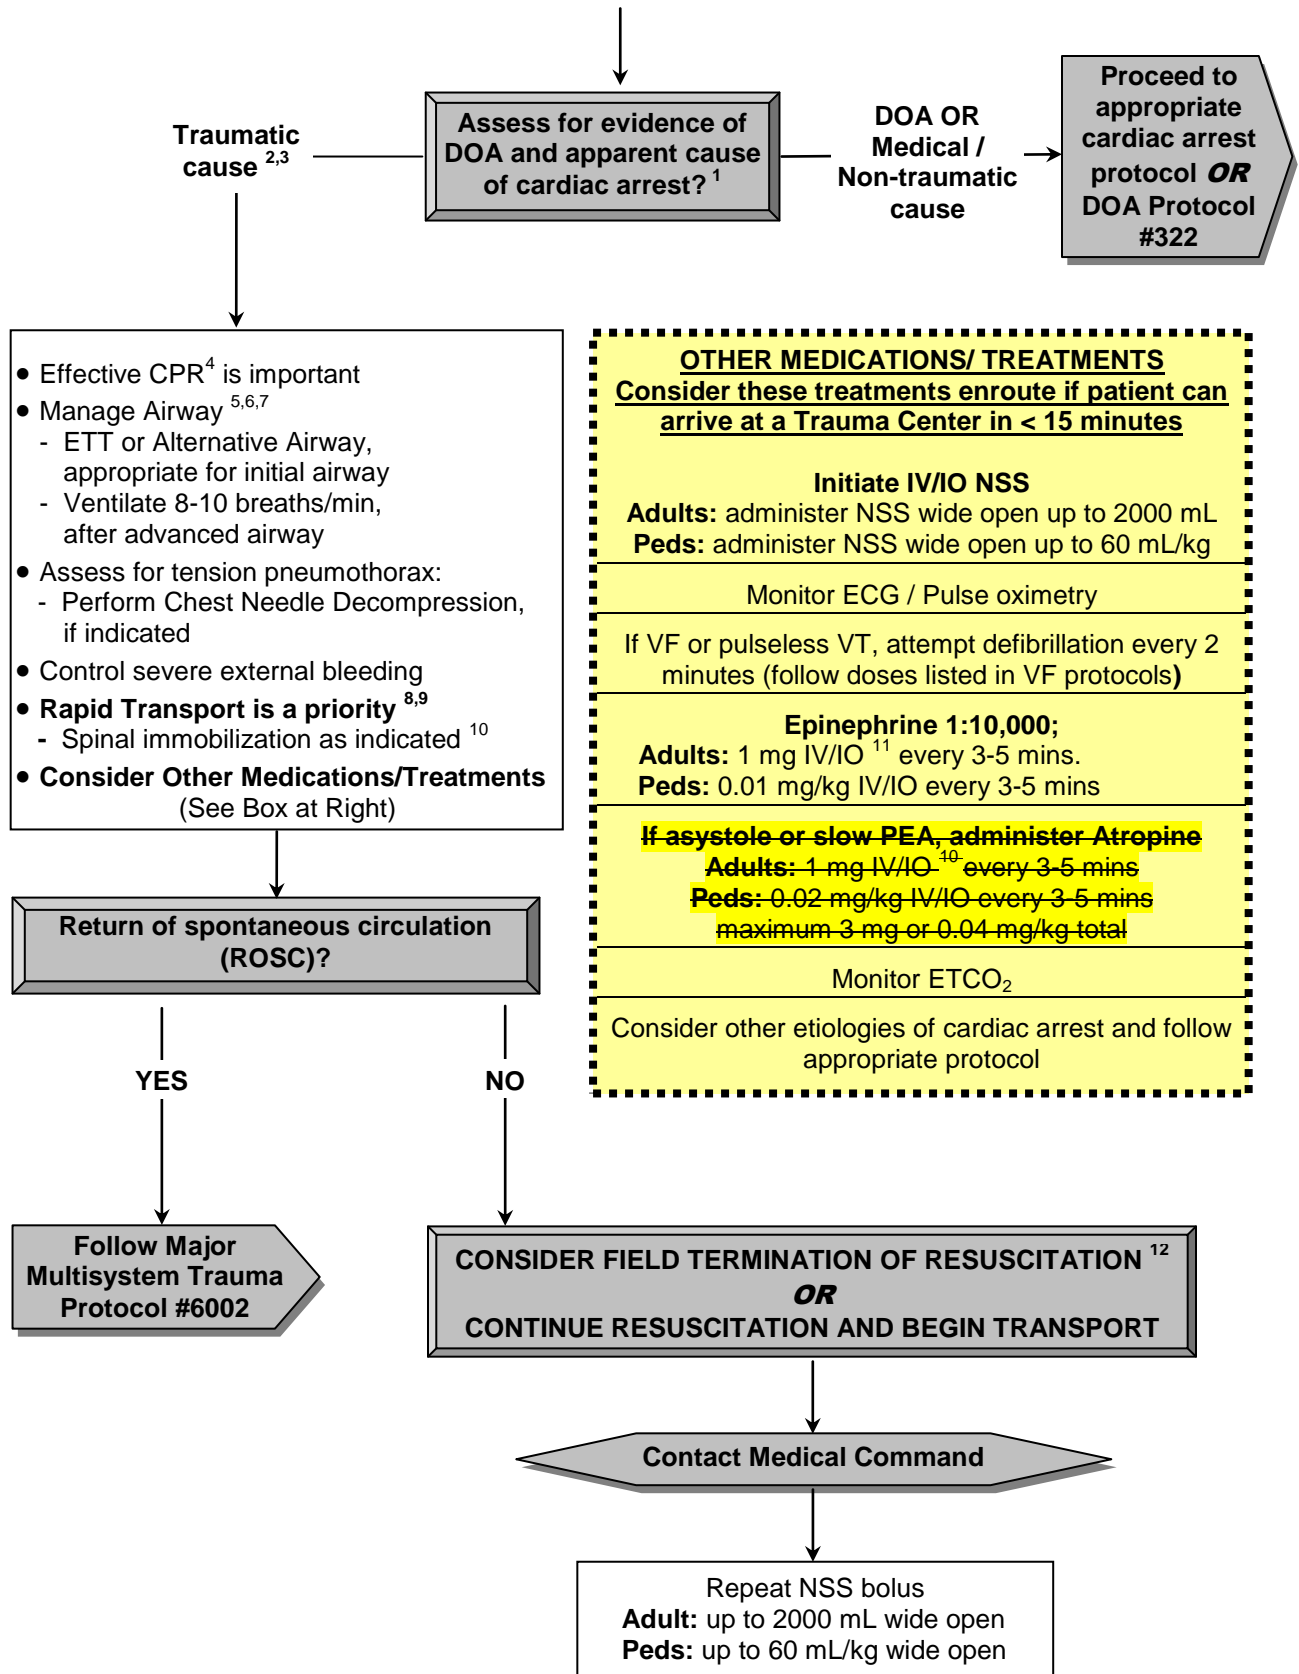 Assess for evidence of
DOA and apparent cause
of cardiac arrest? 1
Traumatic
cause 2,3
DOA OR
Medical /
Non-traumatic
cause
Proceed to
appropriate
cardiac arrest
protocol OR
DOA Protocol
#322
• Effective CPR4 is important
• Manage Airway 5,6,7
- ETT or Alternative Airway,
appropriate for initial airway
- Ventilate 8-10 breaths/min,
after advanced airway
• Assess for tension pneumothorax:
- Perform Chest Needle Decompression,
if indicated
• Control severe external bleeding
• Rapid Transport is a priority 8,9
- Spinal immobilization as indicated 10
• Consider Other Medications/Treatments
(See Box at Right)
OTHER MEDICATIONS/ TREATMENTS
Consider these treatments enroute if patient can
arrive at a Trauma Center in < 15 minutes
Initiate IV/IO NSS
Adults: administer NSS wide open up to 2000 mL
Peds: administer NSS wide open up to 60 mL/kg
Monitor ECG / Pulse oximetry
If VF or pulseless VT, attempt defibrillation every 2
minutes (follow doses listed in VF protocols)
Epinephrine 1:10,000;
Adults: 1 mg IV/IO 11 every 3-5 mins.
Peds: 0.01 mg/kg IV/IO every 3-5 mins
If asystole or slow PEA, administer Atropine
Adults: 1 mg IV/IO 10 every 3-5 mins
Peds: 0.02 mg/kg IV/IO every 3-5 mins
maximum 3 mg or 0.04 mg/kg total
Monitor ETCO2
Consider other etiologies of cardiac arrest and follow
appropriate protocol
Return of spontaneous circulation
(ROSC)?
YES
NO
Follow Major
Multisystem Trauma
Protocol #6002
CONSIDER FIELD TERMINATION OF RESUSCITATION 12
OR
CONTINUE RESUSCITATION AND BEGIN TRANSPORT
Contact Medical Command
Repeat NSS bolus
Adult: up to 2000 mL wide open
Peds: up to 60 mL/kg wide open